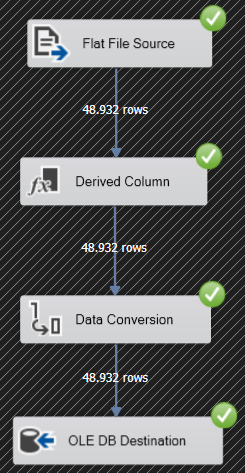 Flat File Source
48.932 rows
fx Derived Column
48.932 rows
Data Conversion
48.932 rows
OLE DB Destination